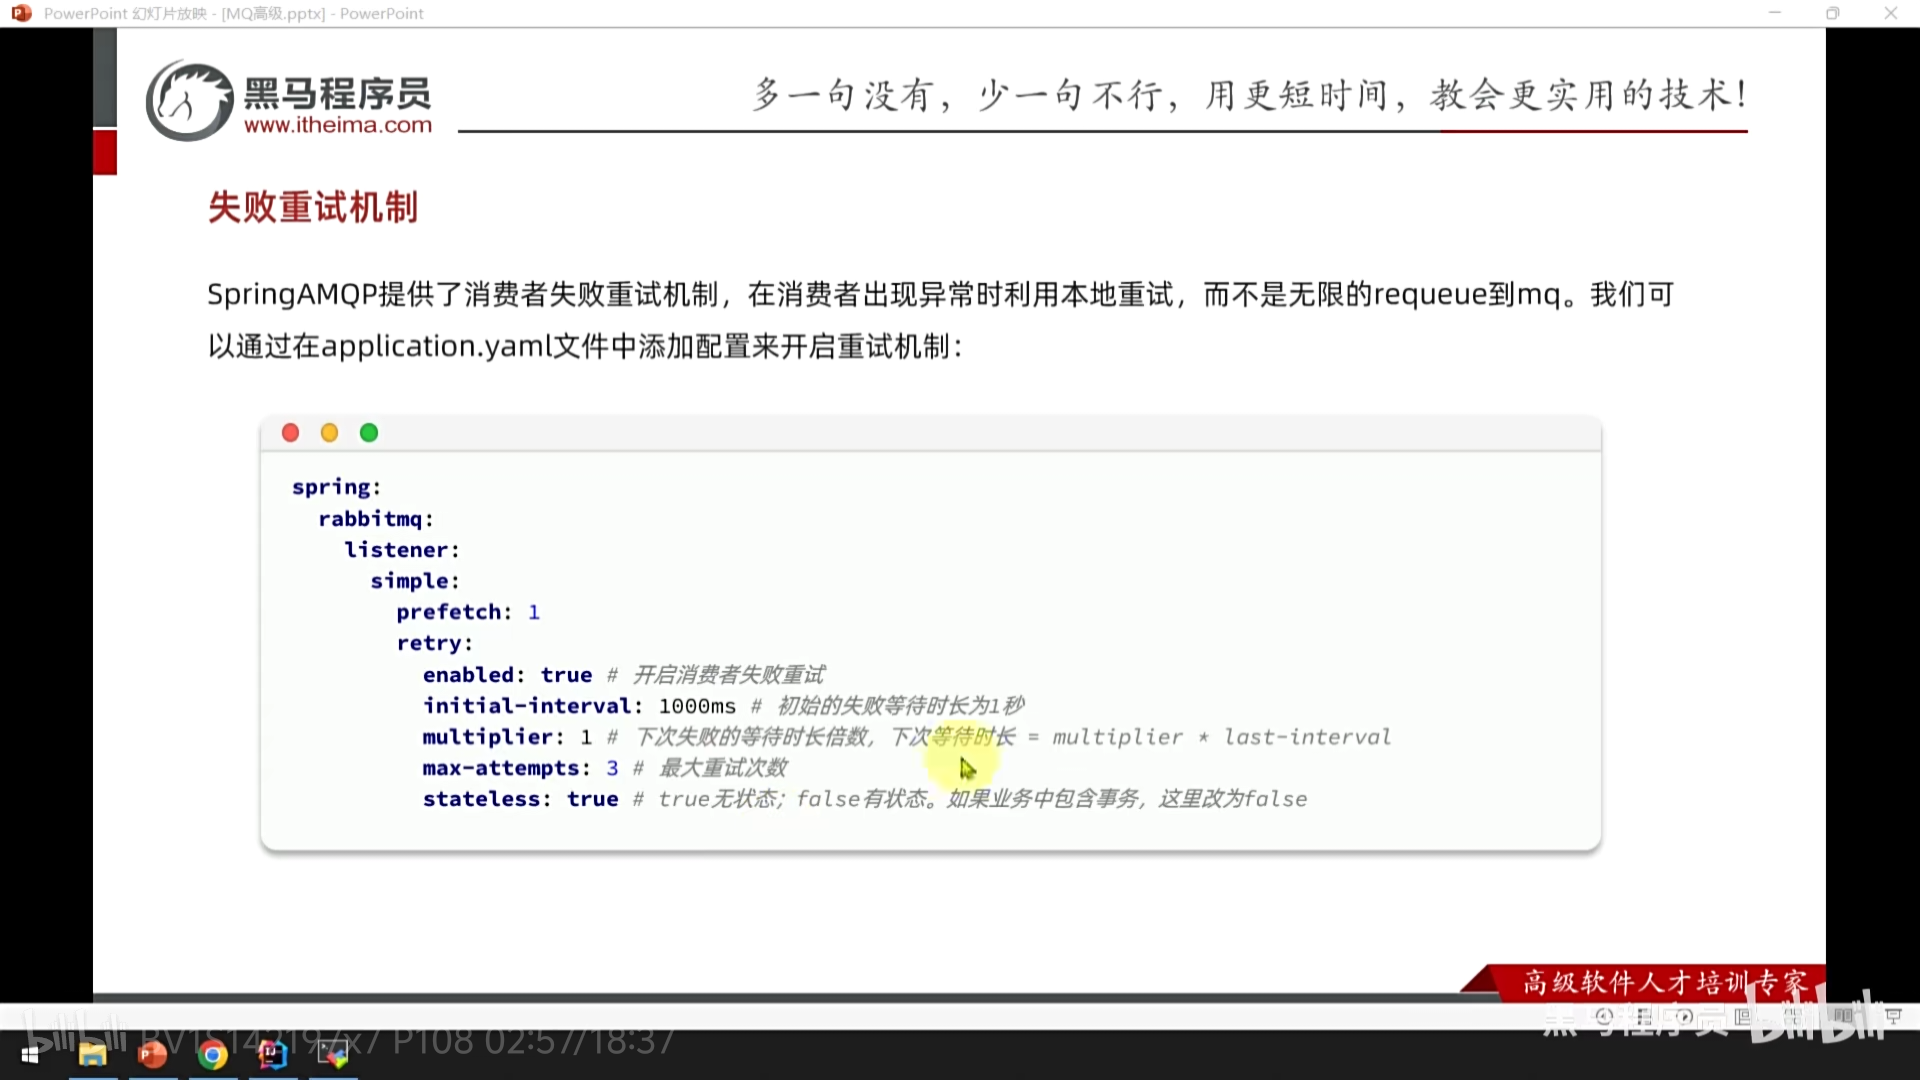 PowerPoint 幻灯片放映 - [MQ高级.pptx] - PowerPoint
黑马程序员
www.itheima.com
多一句没有，少一句不行，用更短时间，教会更实用的技术！
失败重试机制
SpringAMQP提供了消费者失败重试机制，在消费者出现异常时利用本地重试，而不是无限的requeue到mq。我们可
以通过在application.yaml文件中添加配置来开启重试机制：
spring:
rabbitmq:
listener:
simple:
prefetch: 1
retry:
enabled: true # 开启消费者失败重试
initial-interval: 1000ms # 初始的失败等待时长为1秒
multiplier: 1 # 下次失败的等待时长倍数，下次等待时长 = multiplier * last-interval
max-attempts: 3 # 最大重试次数
stateless: true # true无状态；false有状态。如果业务中包含事务，这里改为false
高级软件人才培训专家
黑马程序员 bilibili
bilibili P108 02:57//18:37